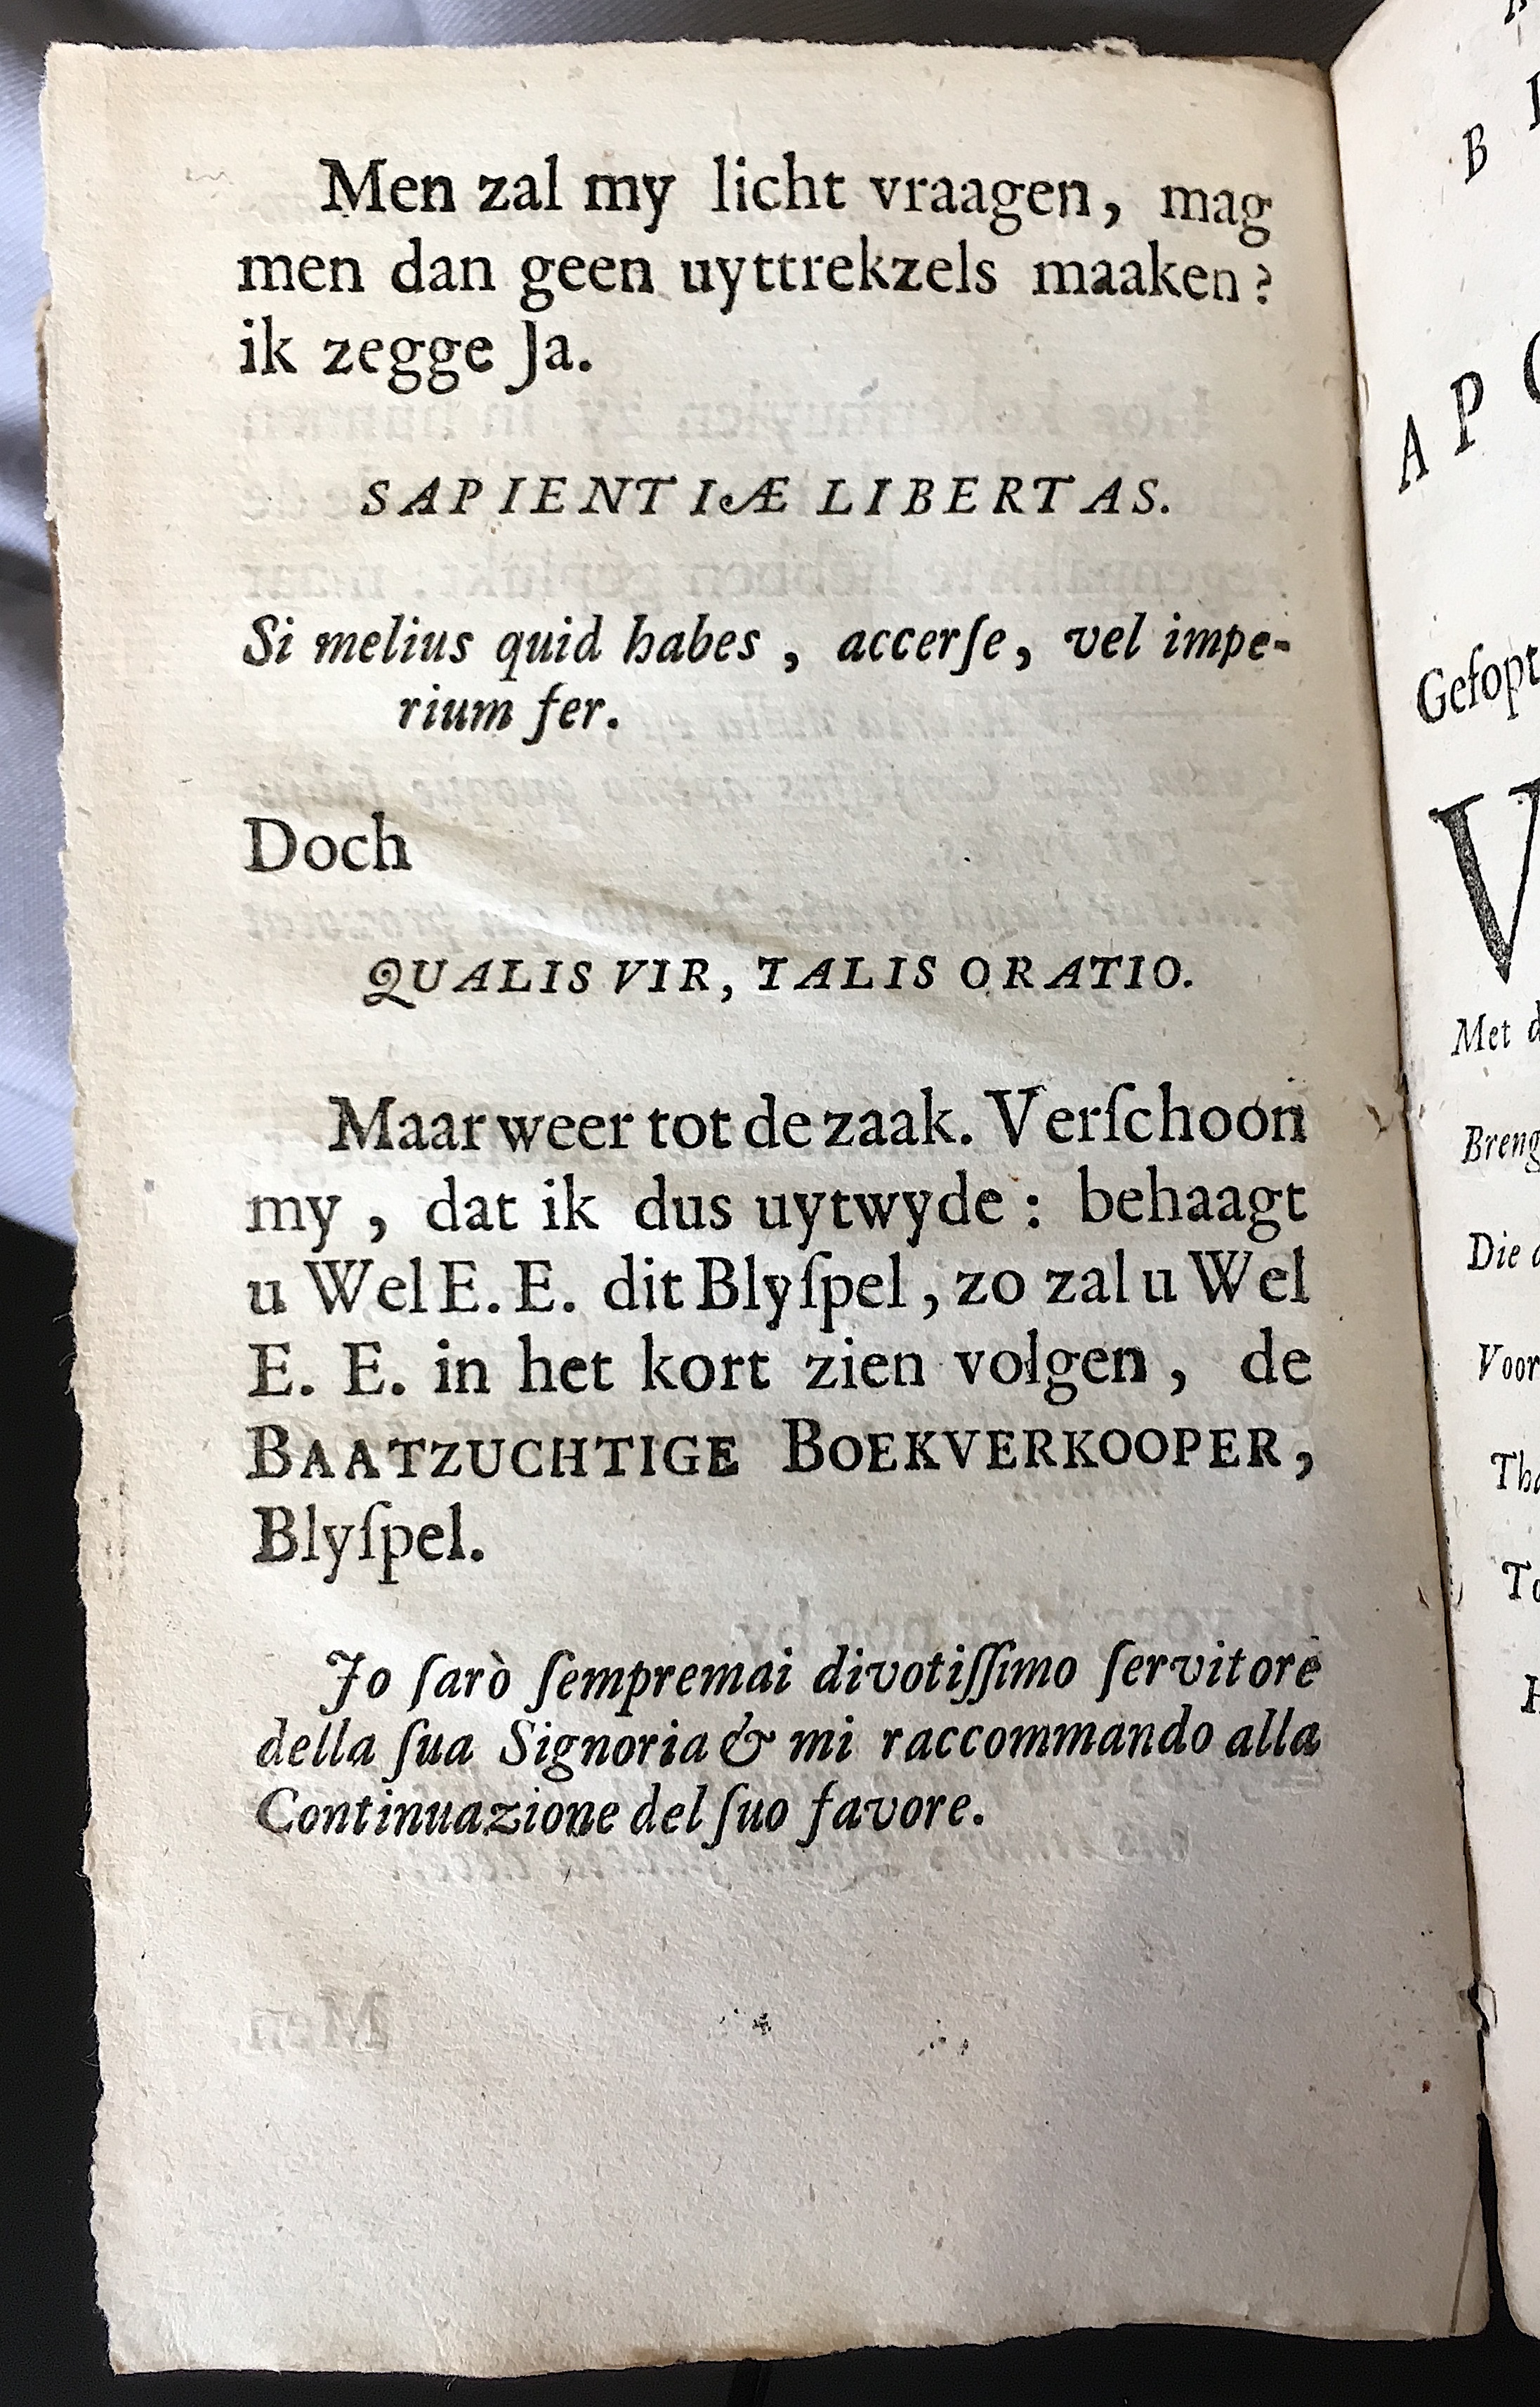 Men zal my licht vraagen, mag
men dan geen uyttrekzels maaken?
ik zegge Ja.
SAPIENTIÆ LIBERTAS.
Si melius quid habes, accerſe, vel impe-
rium fer.
Doch
QUALIS VIR, TALIS ORATIO.
Maar weer tot de zaak. Verſchoon
my, dat ik dus uytwyde: behaagt
u Wel E. E. dit Blyſpel, zo zal u Wel
E. E. in het kort zien volgen, de
BAATZUCHTIGE BOEKVERKOOPER,
Blyſpel.
Jo ſarò ſempremai divotiſſimo ſervitore
della ſua Signoria & mi raccommando alla
Continuazione del ſuo favore.
B
A P
V
Met
Breng
Die
Voor